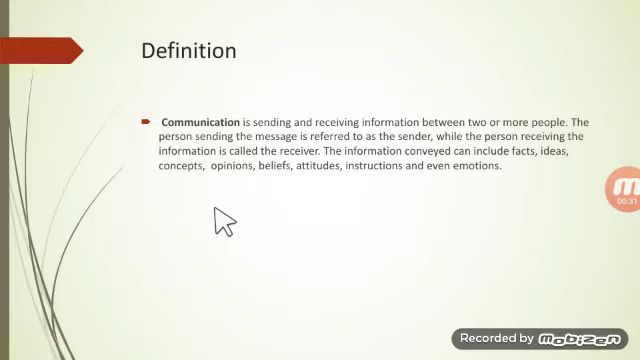 Definition
Communication is sending and receiving information between two or more people. The
person sending the message is referred to as the sender, while the person receiving the
information is called the receiver. The information conveyed can include facts, ideas,
concepts, opinions, beliefs, attitudes, instructions and even emotions.
00:31
Recorded by mobizen